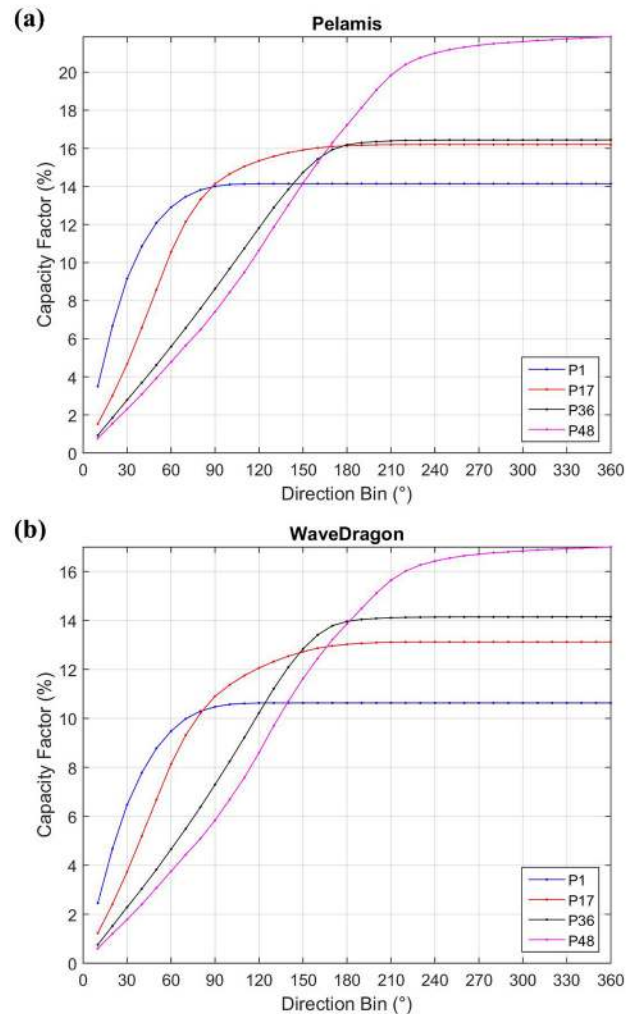 (a)
Pelamis
Capacity Factor (%)
20
18
16
14
12
10
8
6
4
2
0
0 30 60 90 120 150 180 210 240 270 300 330 360
Direction Bin (°)
P1
P17
P36
P48
(b)
WaveDragon
Capacity Factor (%)
16
14
12
10
8
6
4
2
0
0 30 60 90 120 150 180 210 240 270 300 330 360
Direction Bin (°)
P1
P17
P36
P48